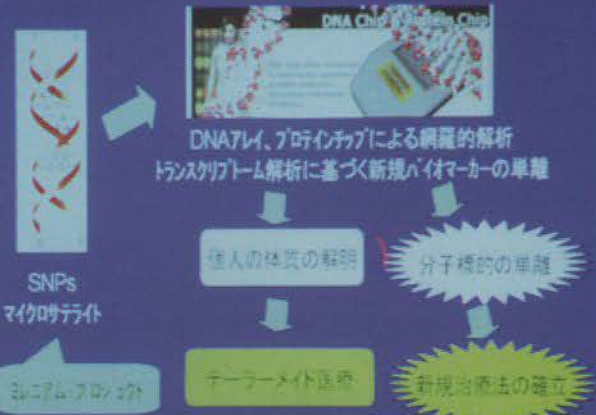 DNA Chip & Protein Chip
DNAアレイ、プロテインチップによる網羅的解析
トランスクリプトーム解析に基づく新規バイオマーカーの単離
個人の体質の解明
分子標的の単離
SNPs
マイクロサテライト
ミレニアム・プロジェクト
テーラーメイド医療
新規治療法の確立